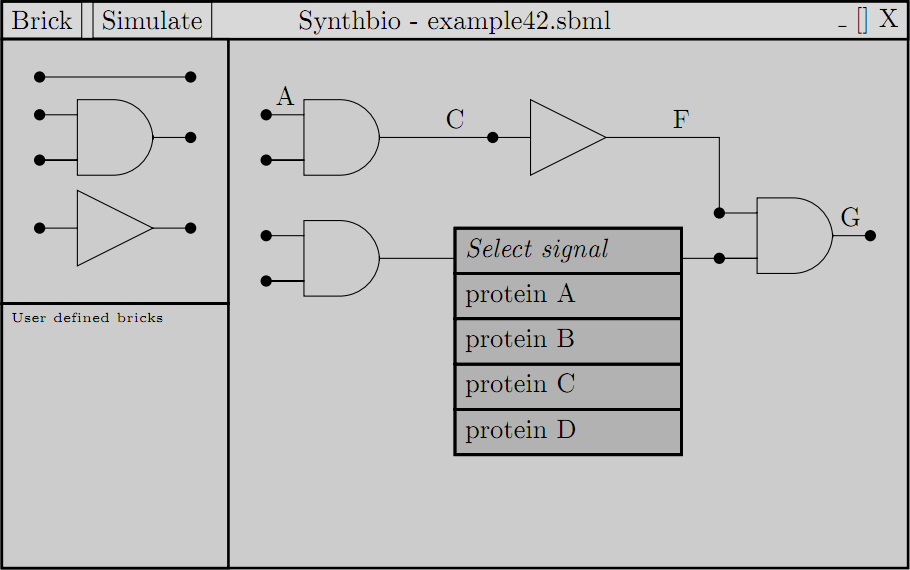 Brick Simulate Synthbio - example42.sbml _ [] X
A
C F
G
Select signal
protein A
protein B
protein C
protein D
User defined bricks